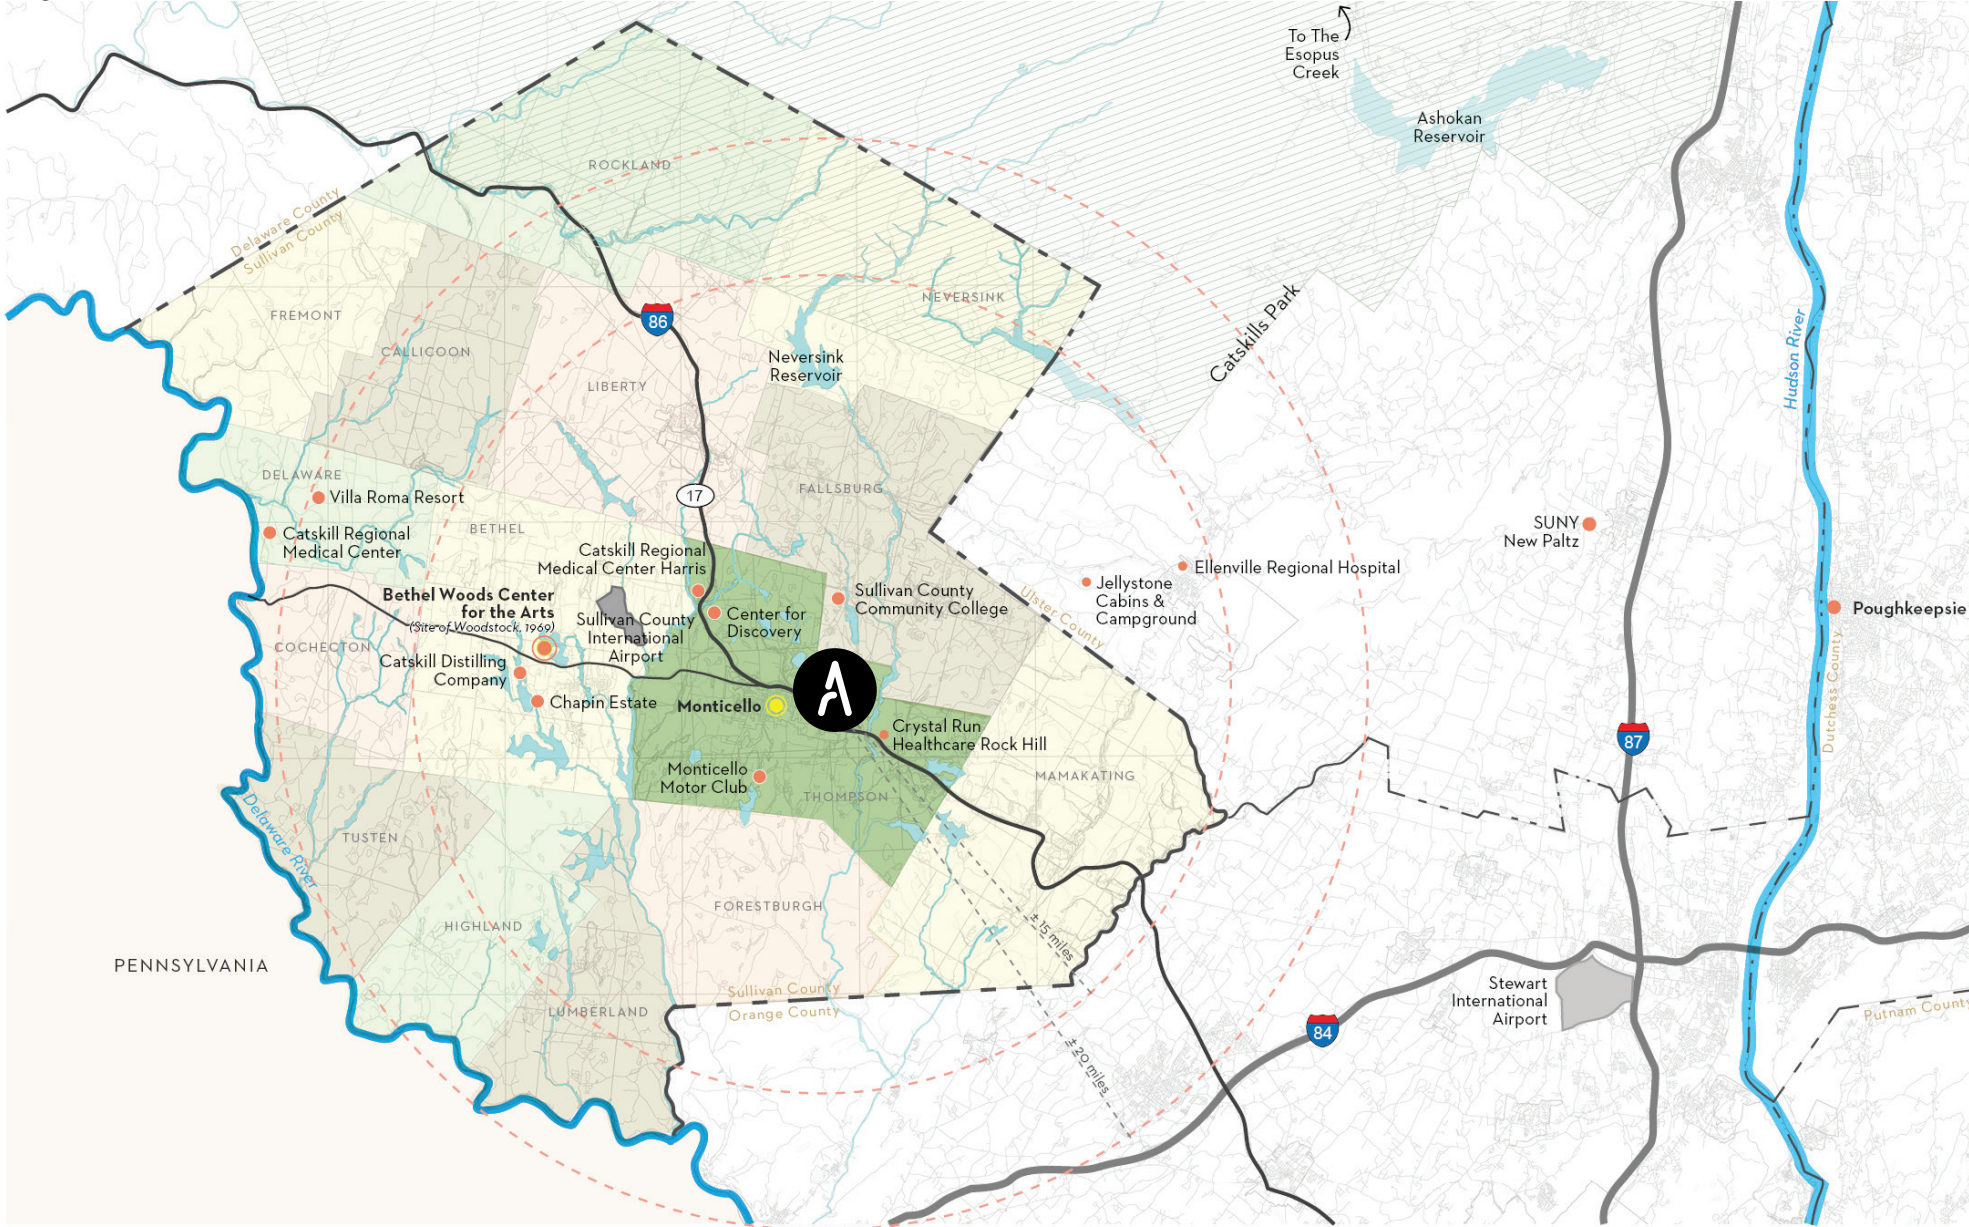 To The
Esopus
Creek
Ashokan
Reservoir
ROCKLAND
Delaware County
Sullivan County
NEVERSINK
Catskills Park
FREMONT
86
Hudson River
CALLICOON
Neversink
Reservoir
LIBERTY
DELAWARE
Villa Roma Resort
17
FALLSBURG
BETHEL
Catskill Regional
Medical Center
SUNY
New Paltz
Catskill Regional
Medical Center Harris
Ellenville Regional Hospital
Jellystone
Cabins &
Campground
Ulster County
Bethel Woods Center
for the Arts
(Site of Woodstock, 1969)
Sullivan County
International
Airport
Center for
Discovery
Sullivan County
Community College
Poughkeepsie
COCHECTON
Catskill Distilling
Company
Chapin Estate
Monticello
A
Crystal Run
Healthcare Rock Hill
Dutchess County
87
Monticello
Motor Club
THOMPSON
MAMAKATING
Delaware River
TUSTEN
HIGHLAND
FORESTBURGH
± 15 miles
PENNSYLVANIA
Sullivan County
Orange County
LUMBERLAND
Stewart
International
Airport
84
Putnam County
± 20 miles